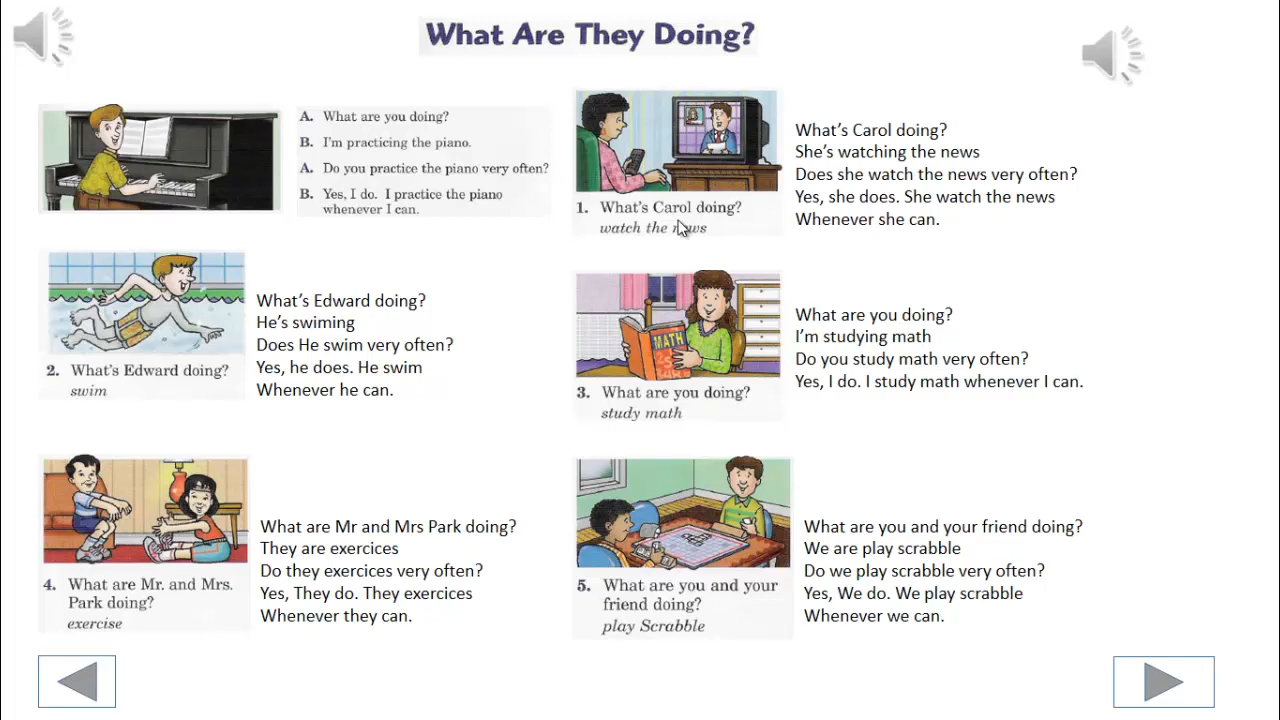 What Are They Doing?
A. What are you doing?
B. I'm practicing the piano.
A. Do you practice the piano very often?
B. Yes, I do. I practice the piano
whenever I can.
1. What's Carol doing?
watch the news
What's Carol doing?
She's watching the news
Does she watch the news very often?
Yes, she does. She watch the news
Whenever she can.
2. What's Edward doing?
swim
What's Edward doing?
He's swiming
Does He swim very often?
Yes, he does. He swim
Whenever he can.
MATH
3. What are you doing?
study math
What are you doing?
I'm studying math
Do you study math very often?
Yes, I do. I study math whenever I can.
4. What are Mr. and Mrs.
Park doing?
exercise
What are Mr and Mrs Park doing?
They are exercices
Do they exercices very often?
Yes, They do. They exercices
Whenever they can.
5. What are you and your
friend doing?
play Scrabble
What are you and your friend doing?
We are play scrabble
Do we play scrabble very often?
Yes, We do. We play scrabble
Whenever we can.